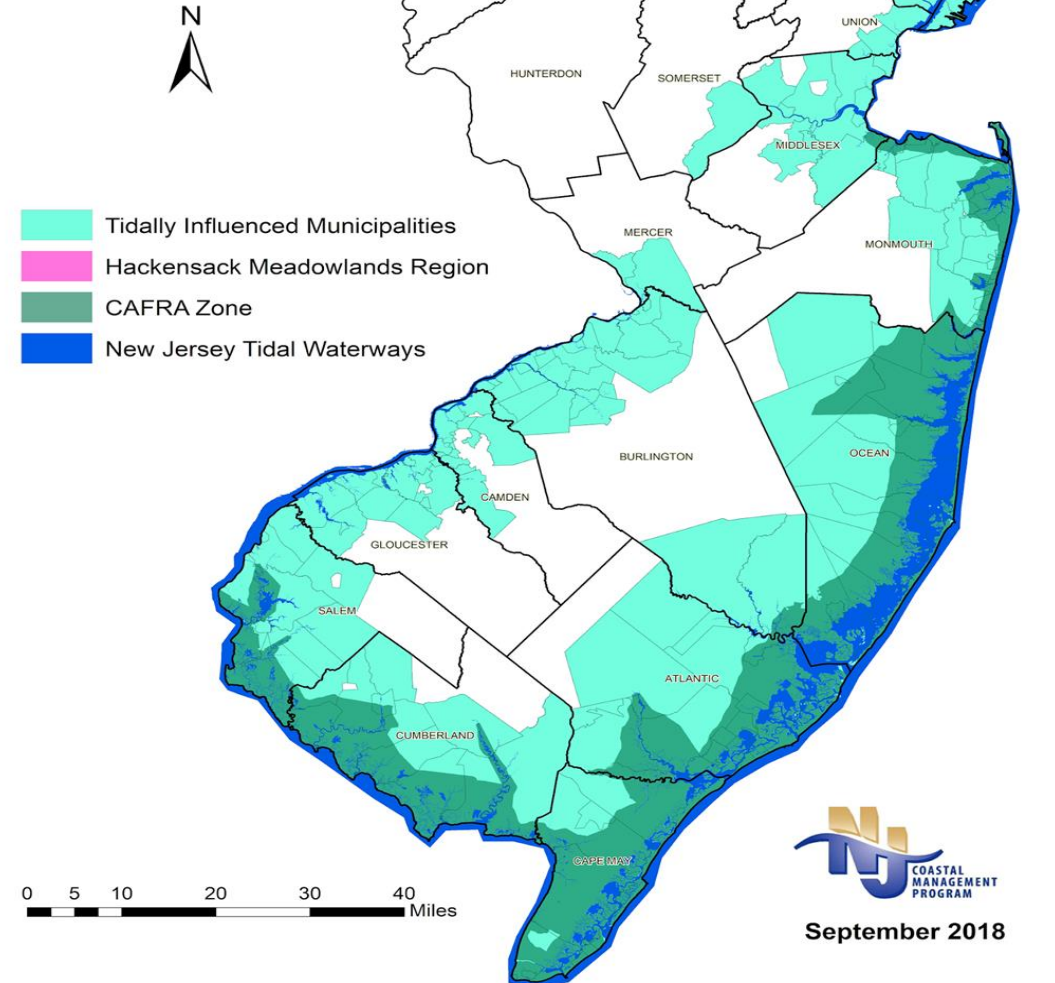 N
UNION
HUNTERDON
SOMERSET
MIDDLESEX
Tidally Influenced Municipalities
MERCER
MONMOUTH
Hackensack Meadowlands Region
CAFRA Zone
New Jersey Tidal Waterways
OCEAN
BURLINGTON
CAMDEN
GLOUCESTER
SALEM
ATLANTIC
CUMBERLAND
CAPE MAY
NJ
COASTAL
MANAGEMENT
PROGRAM
0 5 10 20 30 40
Miles
September 2018